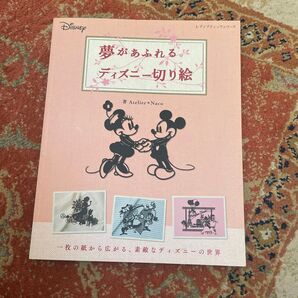 Disney
レディブティックシリーズ
夢があふれる
ディズニー切り絵
著 Atelier*Naco
一枚の紙から広がる、素敵なディズニーの世界